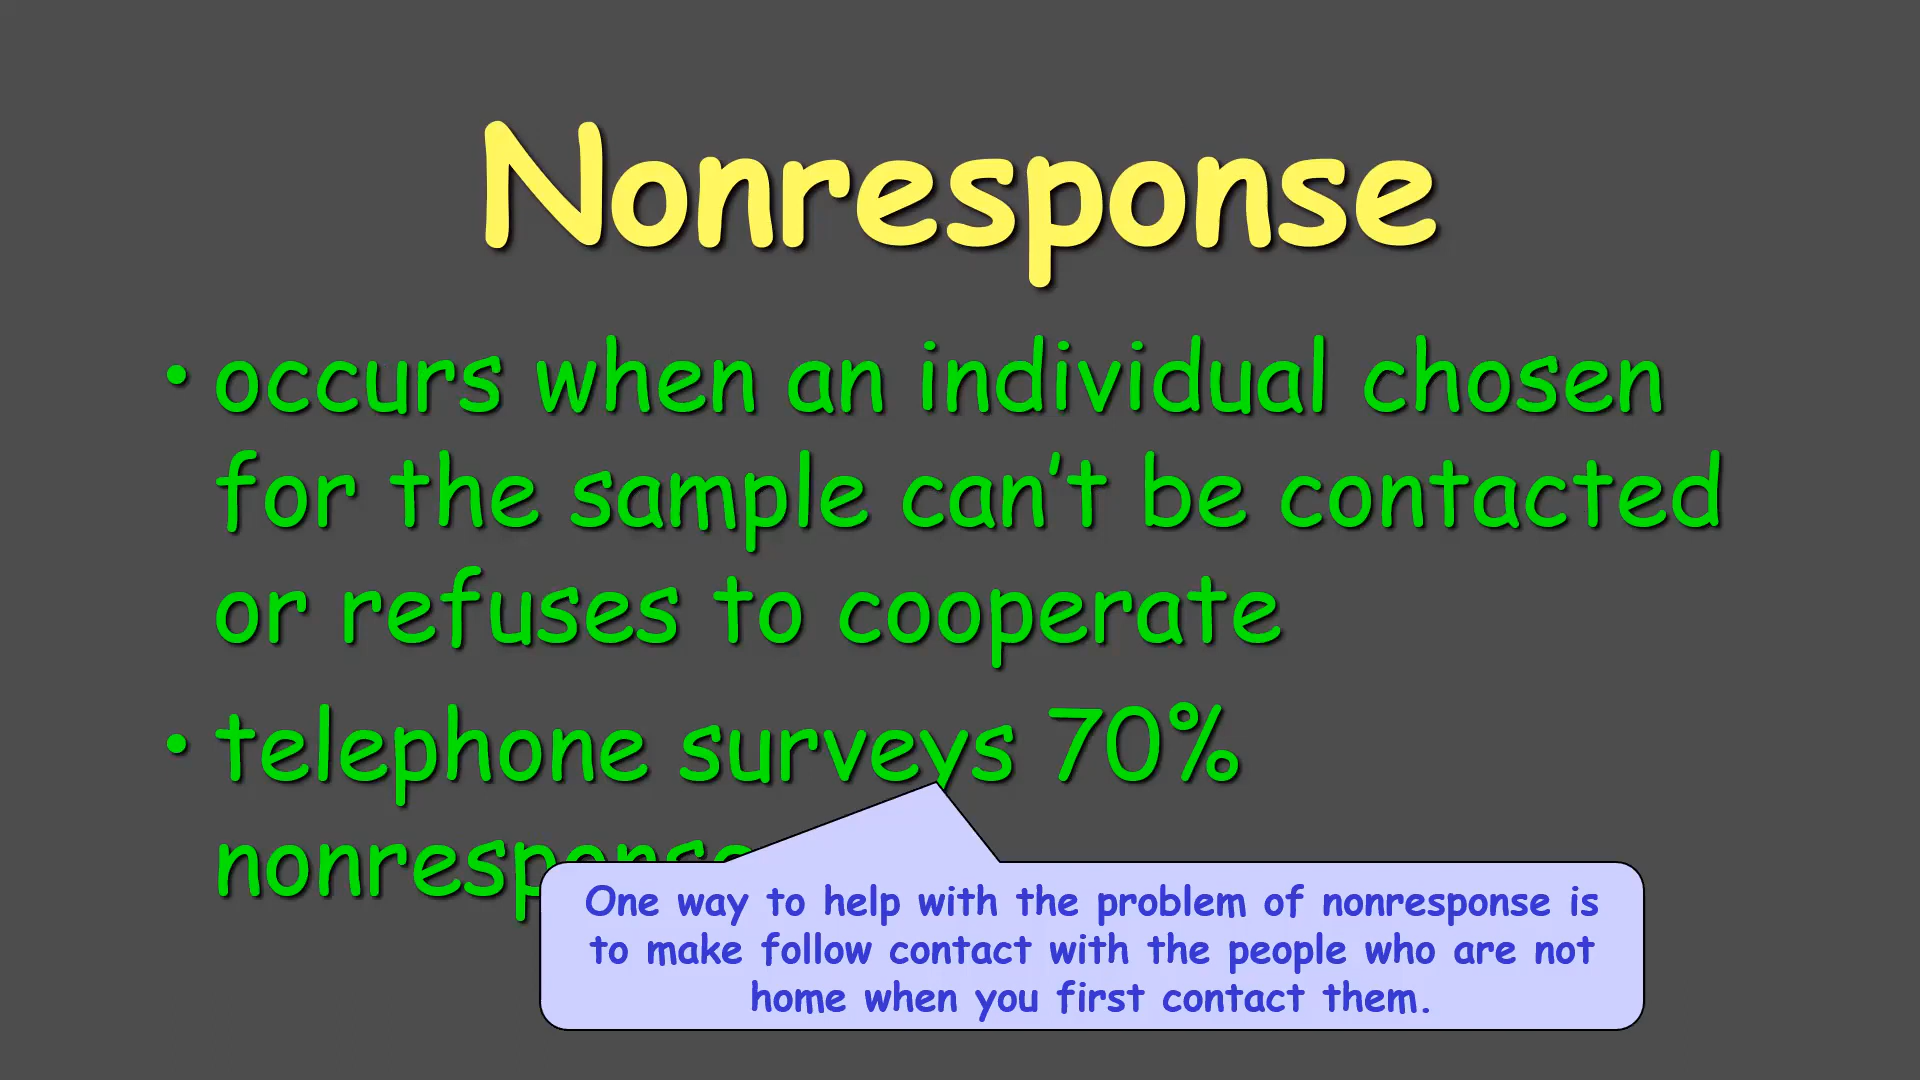 Nonresponse
• occurs when an individual chosen
for the sample can't be contacted
or refuses to cooperate
• telephone surveys 70%
nonresponse
One way to help with the problem of nonresponse is
to make follow contact with the people who are not
home when you first contact them.